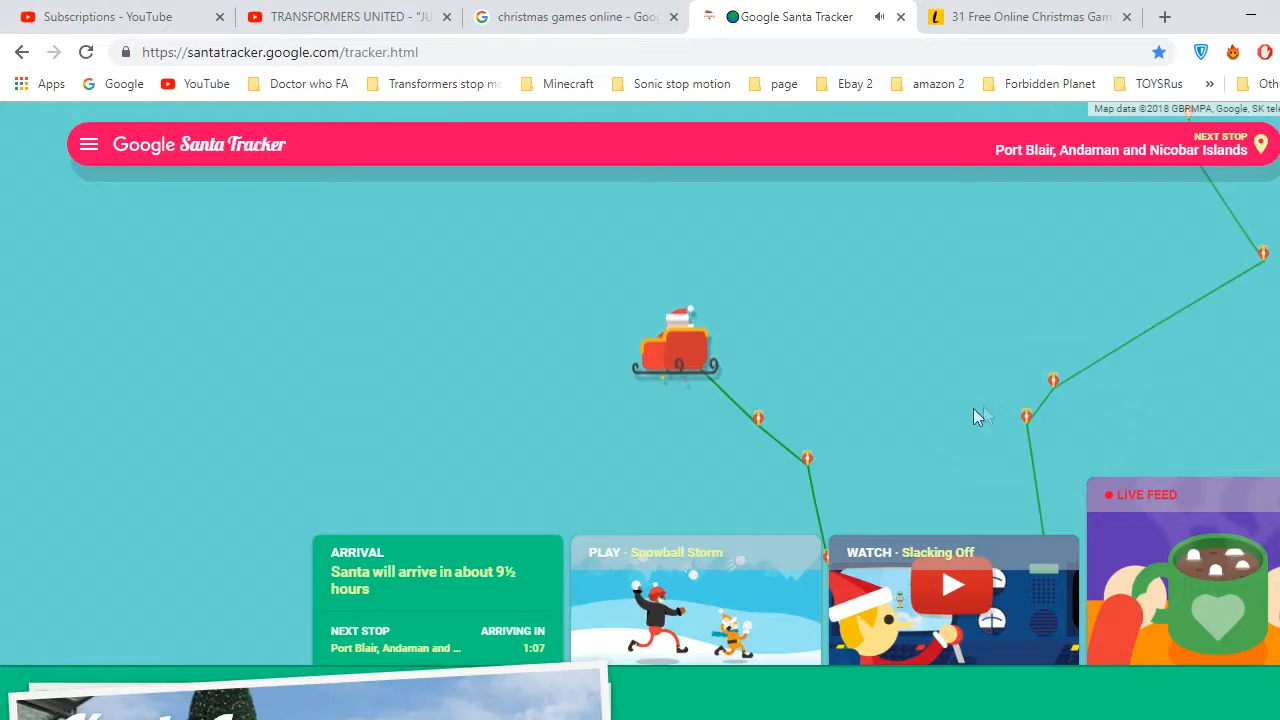 Subscriptions - YouTube
TRANSFORMERS UNITED - "JU
christmas games online - Goog
Google Santa Tracker
31 Free Online Christmas Gam
https://santatracker.google.com/tracker.html
Apps
Google
YouTube
Doctor who FA
Transformers stop mo
Minecraft
Sonic stop motion
page
Ebay 2
amazon 2
Forbidden Planet
TOYSRus
»
Oth
Map data ©2018 GBRMPA, Google, SK tele
Google Santa Tracker
NEXT STOP
Port Blair, Andaman and Nicobar Islands
ARRIVAL
Santa will arrive in about 9½
hours
NEXT STOP
ARRIVING IN
Port Blair, Andaman and ...
1:07
PLAY · Snowball Storm
WATCH · Slacking Off
LIVE FEED